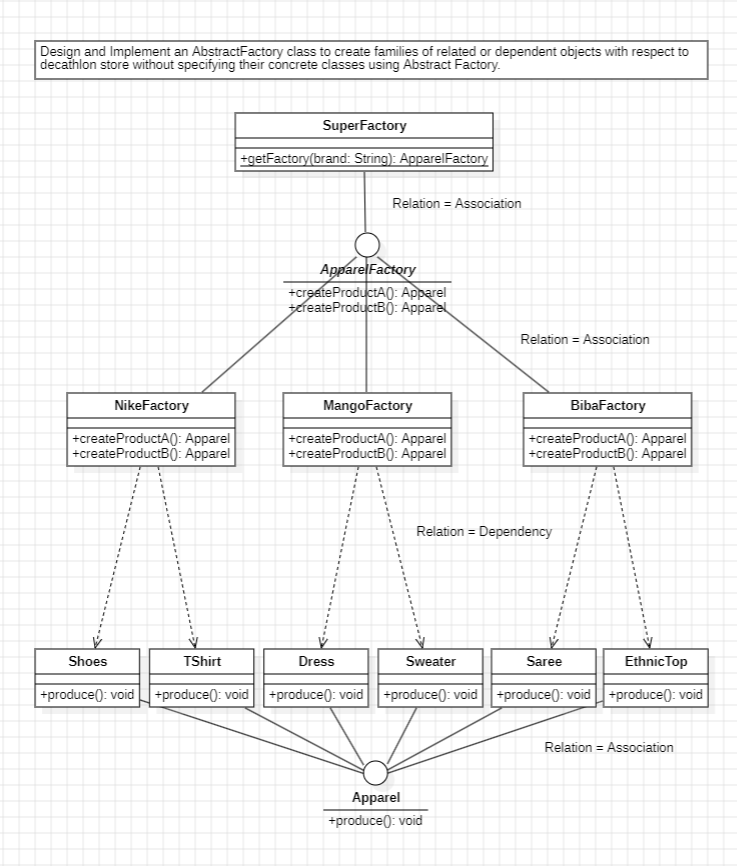 Design and Implement an AbstractFactory class to create families of related or dependent objects with respect to
decathlon store without specifying their concrete classes using Abstract Factory.
SuperFactory
+getFactory(brand: String): ApparelFactory
Relation = Association
ApparelFactory
+createProductA(): Apparel
+createProductB(): Apparel
Relation = Association
NikeFactory
+createProductA(): Apparel
+createProductB(): Apparel
MangoFactory
+createProductA(): Apparel
+createProductB(): Apparel
BibaFactory
+createProductA(): Apparel
+createProductB(): Apparel
Relation = Dependency
Shoes
+produce(): void
TShirt
+produce(): void
Dress
+produce(): void
Sweater
+produce(): void
Saree
+produce(): void
EthnicTop
+produce(): void
Relation = Association
Apparel
+produce(): void